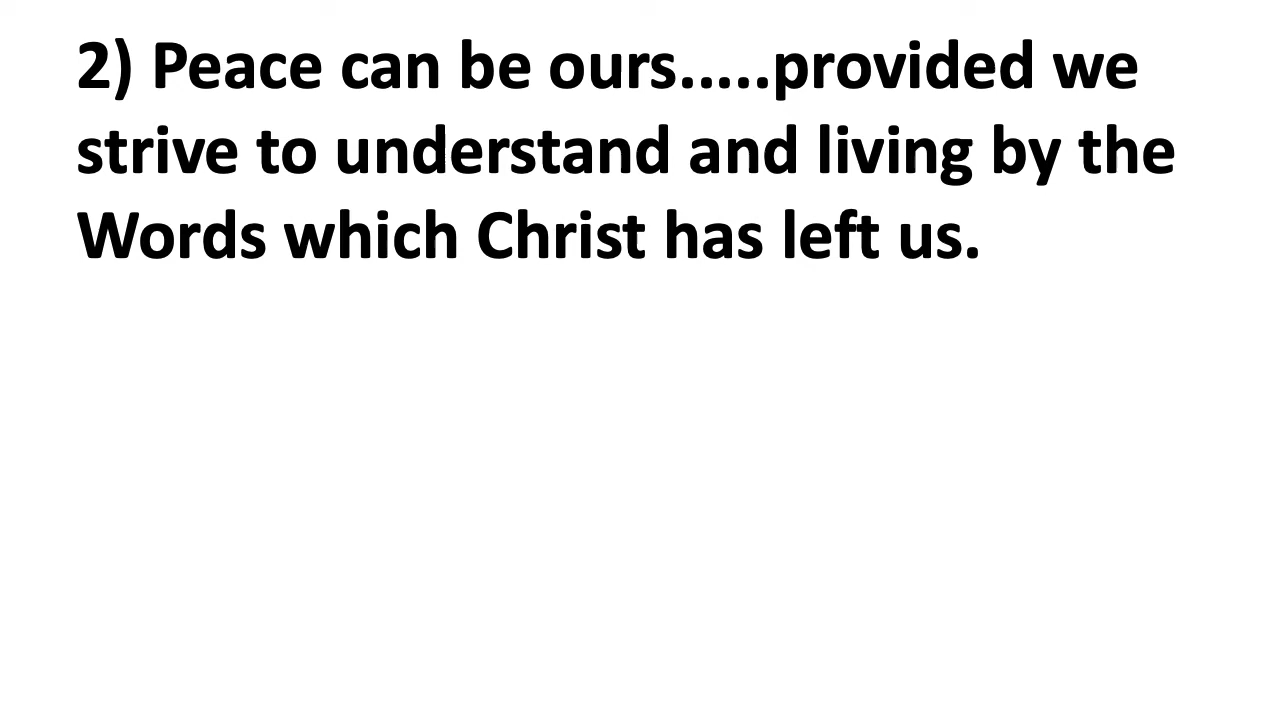 2) Peace can be ours.....provided we
strive to understand and living by the
Words which Christ has left us.